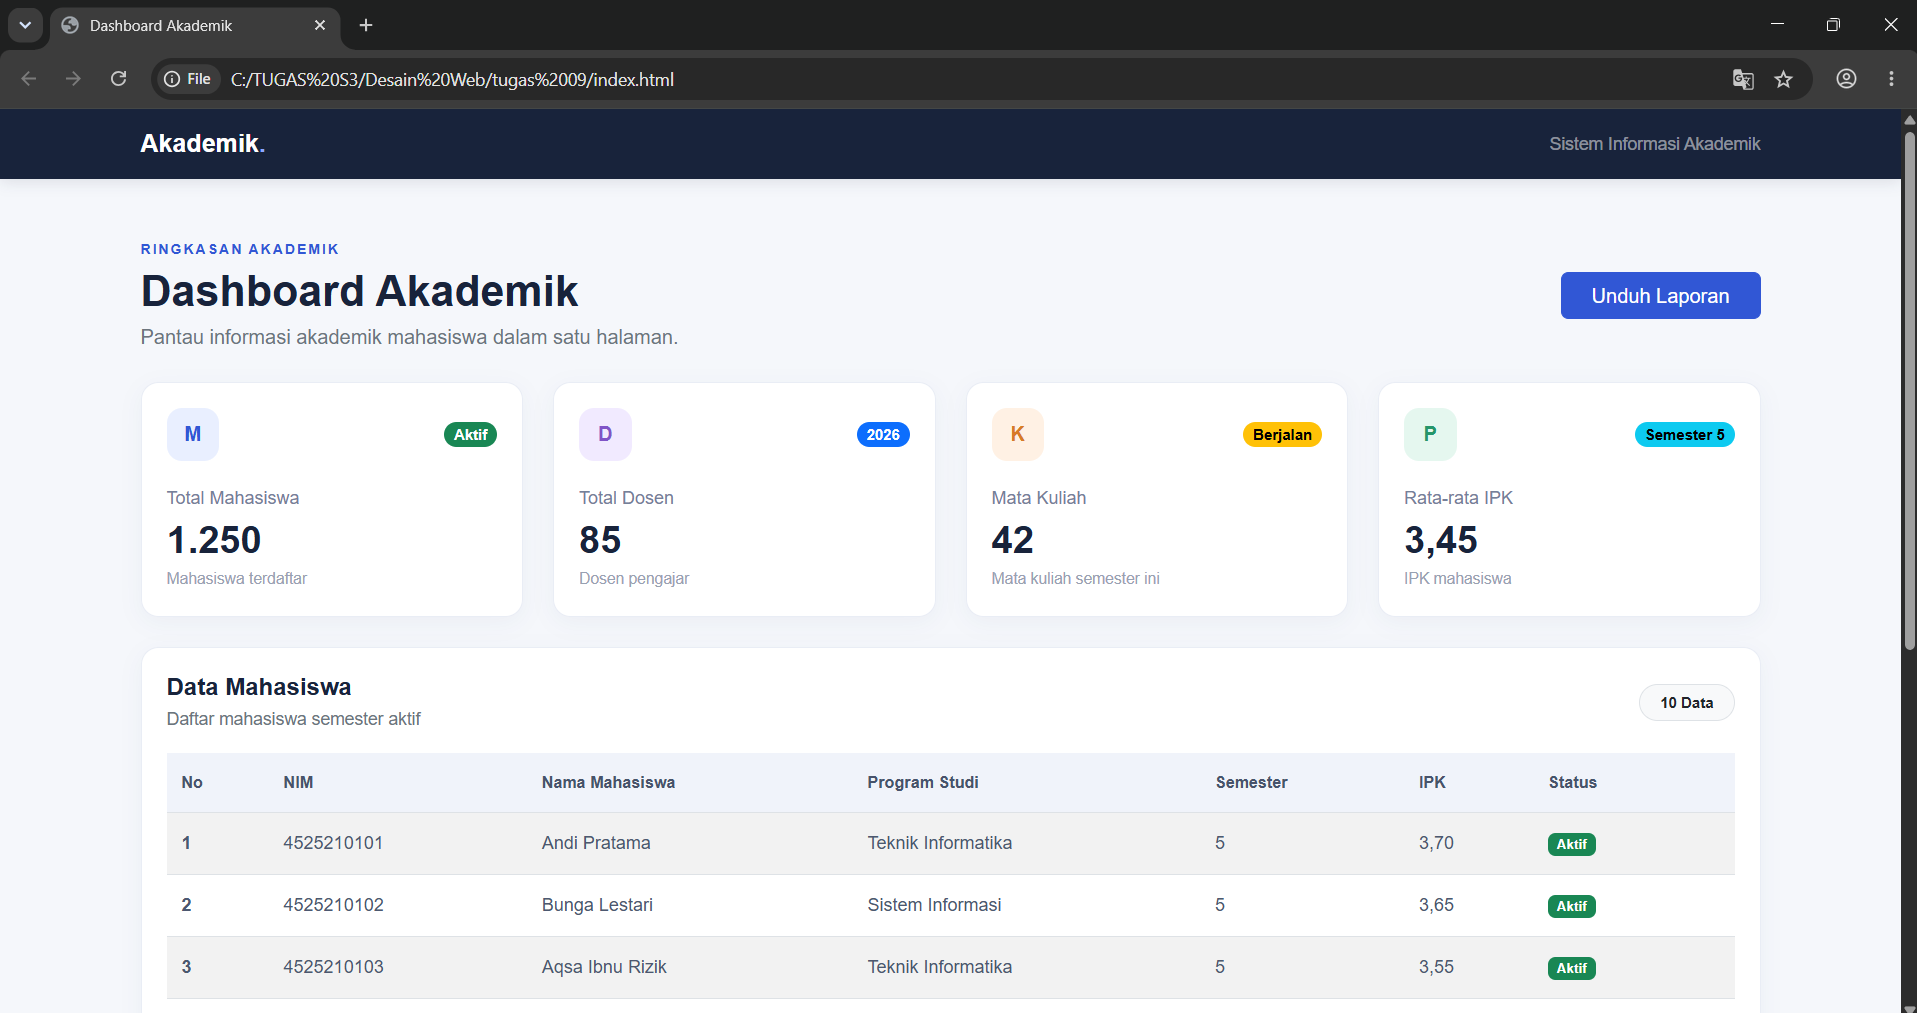 Dashboard Akademik
File C:/TUGAS%20S3/Desain%20Web/tugas%2009/index.html
Akademik. Sistem Informasi Akademik
RINGKASAN AKADEMIK
Dashboard Akademik
Unduh Laporan
Pantau informasi akademik mahasiswa dalam satu halaman.
M Aktif
Total Mahasiswa
1.250
Mahasiswa terdaftar
D 2026
Total Dosen
85
Dosen pengajar
K Berjalan
Mata Kuliah
42
Mata kuliah semester ini
P Semester 5
Rata-rata IPK
3,45
IPK mahasiswa
Data Mahasiswa
Daftar mahasiswa semester aktif
10 Data
No NIM Nama Mahasiswa Program Studi Semester IPK Status
1 4525210101 Andi Pratama Teknik Informatika 5 3,70 Aktif
2 4525210102 Bunga Lestari Sistem Informasi 5 3,65 Aktif
3 4525210103 Aqsa Ibnu Rizik Teknik Informatika 5 3,55 Aktif